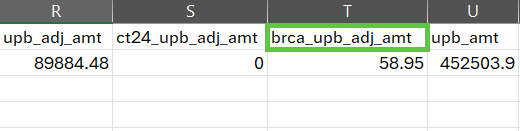 R S T U
upb_adj_amt ct24_upb_adj_amt brca_upb_adj_amt upb_amt
89884.48 0 58.95 452503.9